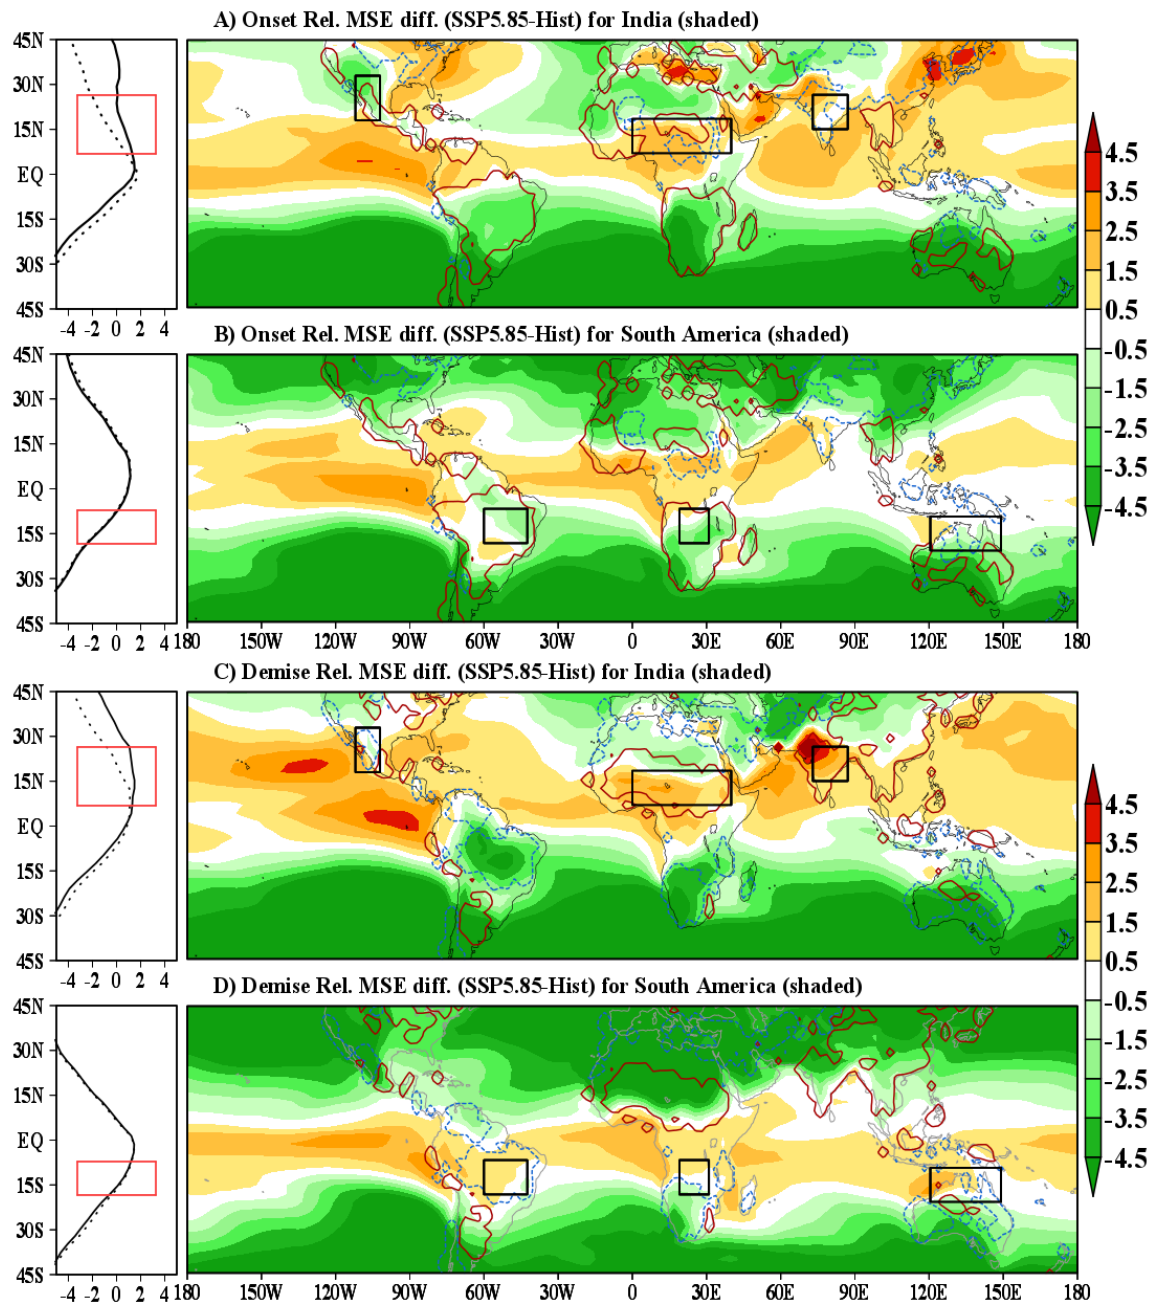 A) Onset Rel. MSE diff. (SSP5.85-Hist) for India (shaded)
45N
30N
15N
EQ
15S
30S
45S
-4 -2 0 2 4
B) Onset Rel. MSE diff. (SSP5.85-Hist) for South America (shaded)
45N
30N
15N
EQ
15S
30S
45S
-4 -2 0 2 4
180 150W 120W 90W 60W 30W 0 30E 60E 90E 120E 150E 180
4.5
3.5
2.5
1.5
0.5
-0.5
-1.5
-2.5
-3.5
-4.5
C) Demise Rel. MSE diff. (SSP5.85-Hist) for India (shaded)
45N
30N
15N
EQ
15S
30S
45S
-4 -2 0 2 4
D) Demise Rel. MSE diff. (SSP5.85-Hist) for South America (shaded)
45N
30N
15N
EQ
15S
30S
45S
-4 -2 0 2 4
180 150W 120W 90W 60W 30W 0 30E 60E 90E 120E 150E 180
4.5
3.5
2.5
1.5
0.5
-0.5
-1.5
-2.5
-3.5
-4.5